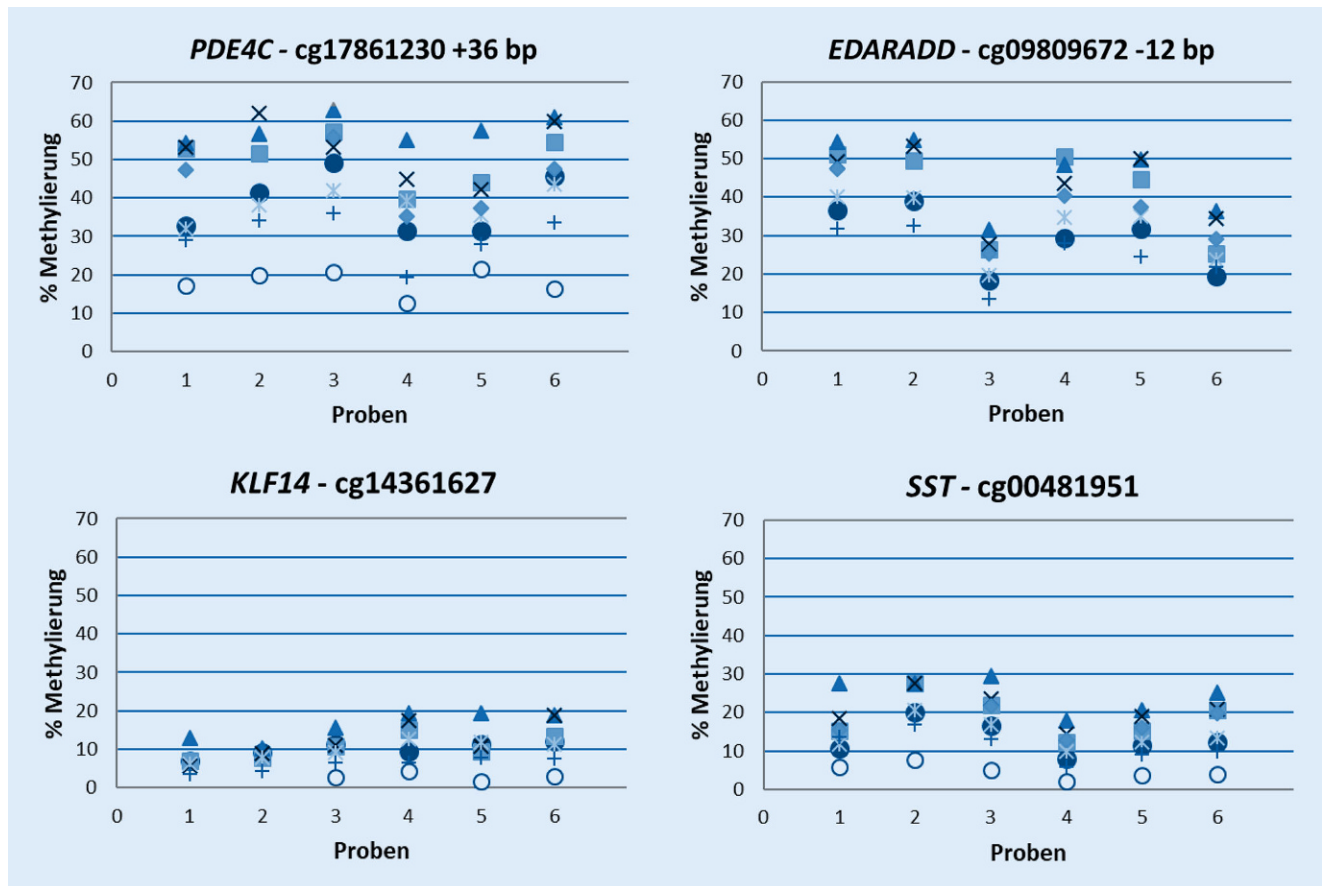 PDE4C - cg17861230 +36 bp
% Methylierung
70
60
50
40
30
20
10
0
0 1 2 3 4 5 6
Proben
EDARADD - cg09809672 -12 bp
% Methylierung
70
60
50
40
30
20
10
0
0 1 2 3 4 5 6
Proben
KLF14 - cg14361627
% Methylierung
70
60
50
40
30
20
10
0
0 1 2 3 4 5 6
Proben
SST - cg00481951
% Methylierung
70
60
50
40
30
20
10
0
0 1 2 3 4 5 6
Proben